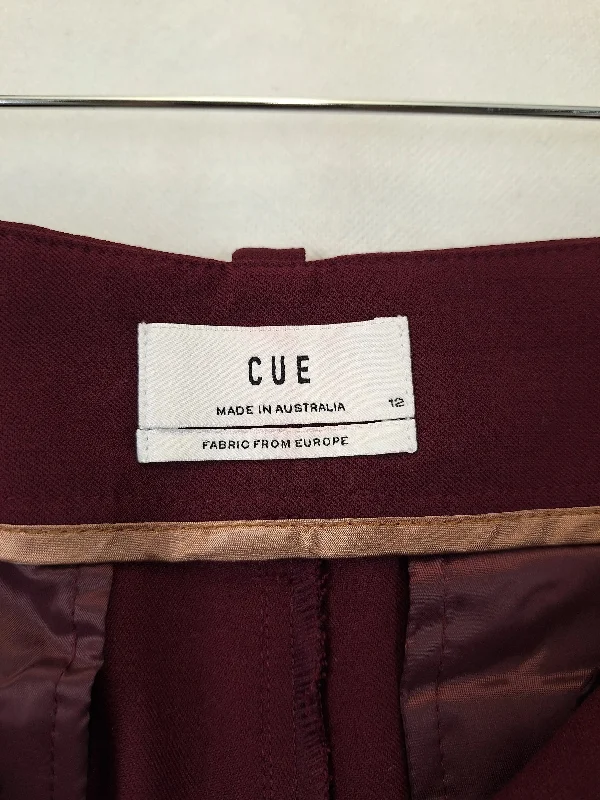 CUE
MADE IN AUSTRALIA
12
FABRIC FROM EUROPE